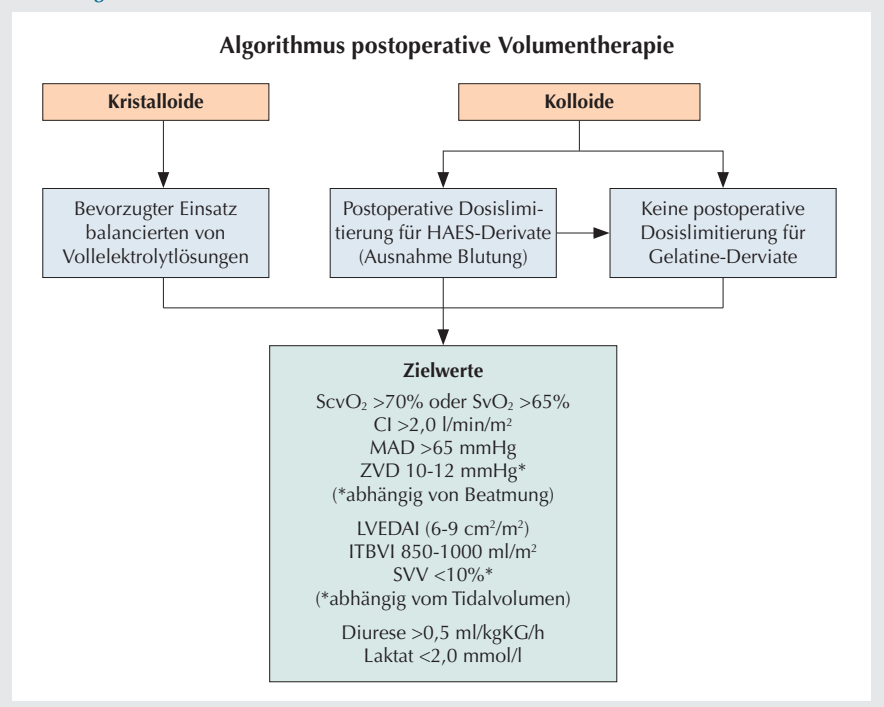 Algorithmus postoperative Volumentherapie
Kristalloide
Kolloide
Bevorzugter Einsatz
balancierten von
Vollelektrolytlösungen
Postoperative Dosislimi-
tierung für HAES-Derivate
(Ausnahme Blutung)
Keine postoperative
Dosislimitierung für
Gelatine-Derviate
Zielwerte
ScvO₂ >70% oder SvO₂ >65%
CI >2,0 l/min/m²
MAD >65 mmHg
ZVD 10-12 mmHg*
(*abhängig von Beatmung)
LVEDAI (6-9 cm²/m²)
ITBVI 850-1000 ml/m²
SVV <10%*
(*abhängig vom Tidalvolumen)
Diurese >0,5 ml/kgKG/h
Laktat <2,0 mmol/l